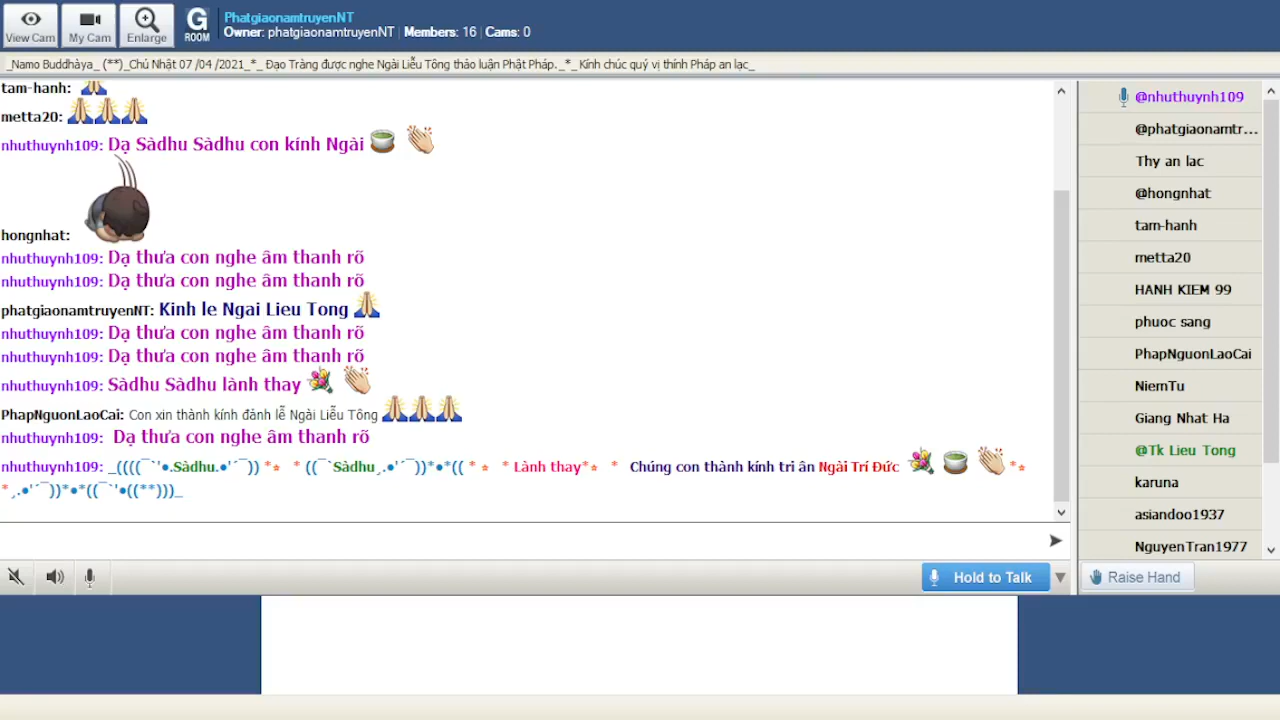 View Cam
My Cam
Enlarge
G
ROOM
PhatgiaonamtruyenNT
Owner: phatgiaonamtruyenNT | Members: 16 | Cams: 0
_Namo Buddhàya_ (**)_Chú Nhật 07 /04 /2021_*_ Đạo Tràng được nghe Ngài Liễu Tông thảo luận Phật Pháp._*_ Kính chúc quý vị thính Pháp an lạc_
tam-hanh:
metta20:
nhuthuynh109: Dạ Sàdhu Sàdhu con kính Ngài
hongnhat:
nhuthuynh109: Dạ thưa con nghe âm thanh rõ
nhuthuynh109: Dạ thưa con nghe âm thanh rõ
phatgiaonamtruyenNT: Kinh le Ngai Lieu Tong
nhuthuynh109: Dạ thưa con nghe âm thanh rõ
nhuthuynh109: Dạ thưa con nghe âm thanh rõ
nhuthuynh109: Sàdhu Sàdhu lành thay
PhapNguonLaoCai: Con xin thành kính đảnh lễ Ngài Liễu Tông
nhuthuynh109: Dạ thưa con nghe âm thanh rõ
nhuthuynh109: _((((¯`'•.Sàdhu.•'´¯)) *⭒ * ((¯`Sàdhu¸.•'´¯))*•*(( * ⭒ * Lành thay*⭒ * Chúng con thành kính tri ân Ngài Trí Đức *⭒
*¸.•'´¯))*•*((¯`'•((**)))_
@nhuthuynh109
@phatgiaonamtr...
Thy an lac
@hongnhat
tam-hanh
metta20
HANH KIEM 99
phuoc sang
PhapNguonLaoCai
NiemTu
Giang Nhat Ha
@Tk Lieu Tong
karuna
asiandoo1937
NguyenTran1977
Hold to Talk
Raise Hand